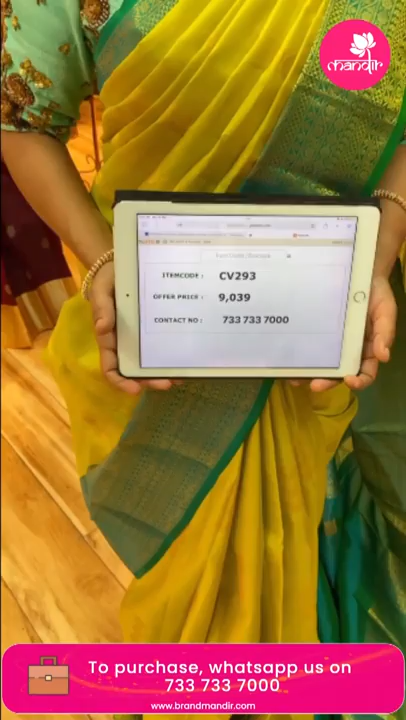 mandir
ITEMCODE : CV293
OFFER PRICE : 9,039
CONTACT NO : 733 733 7000
To purchase, whatsapp us on
733 733 7000
www.brandmandir.com